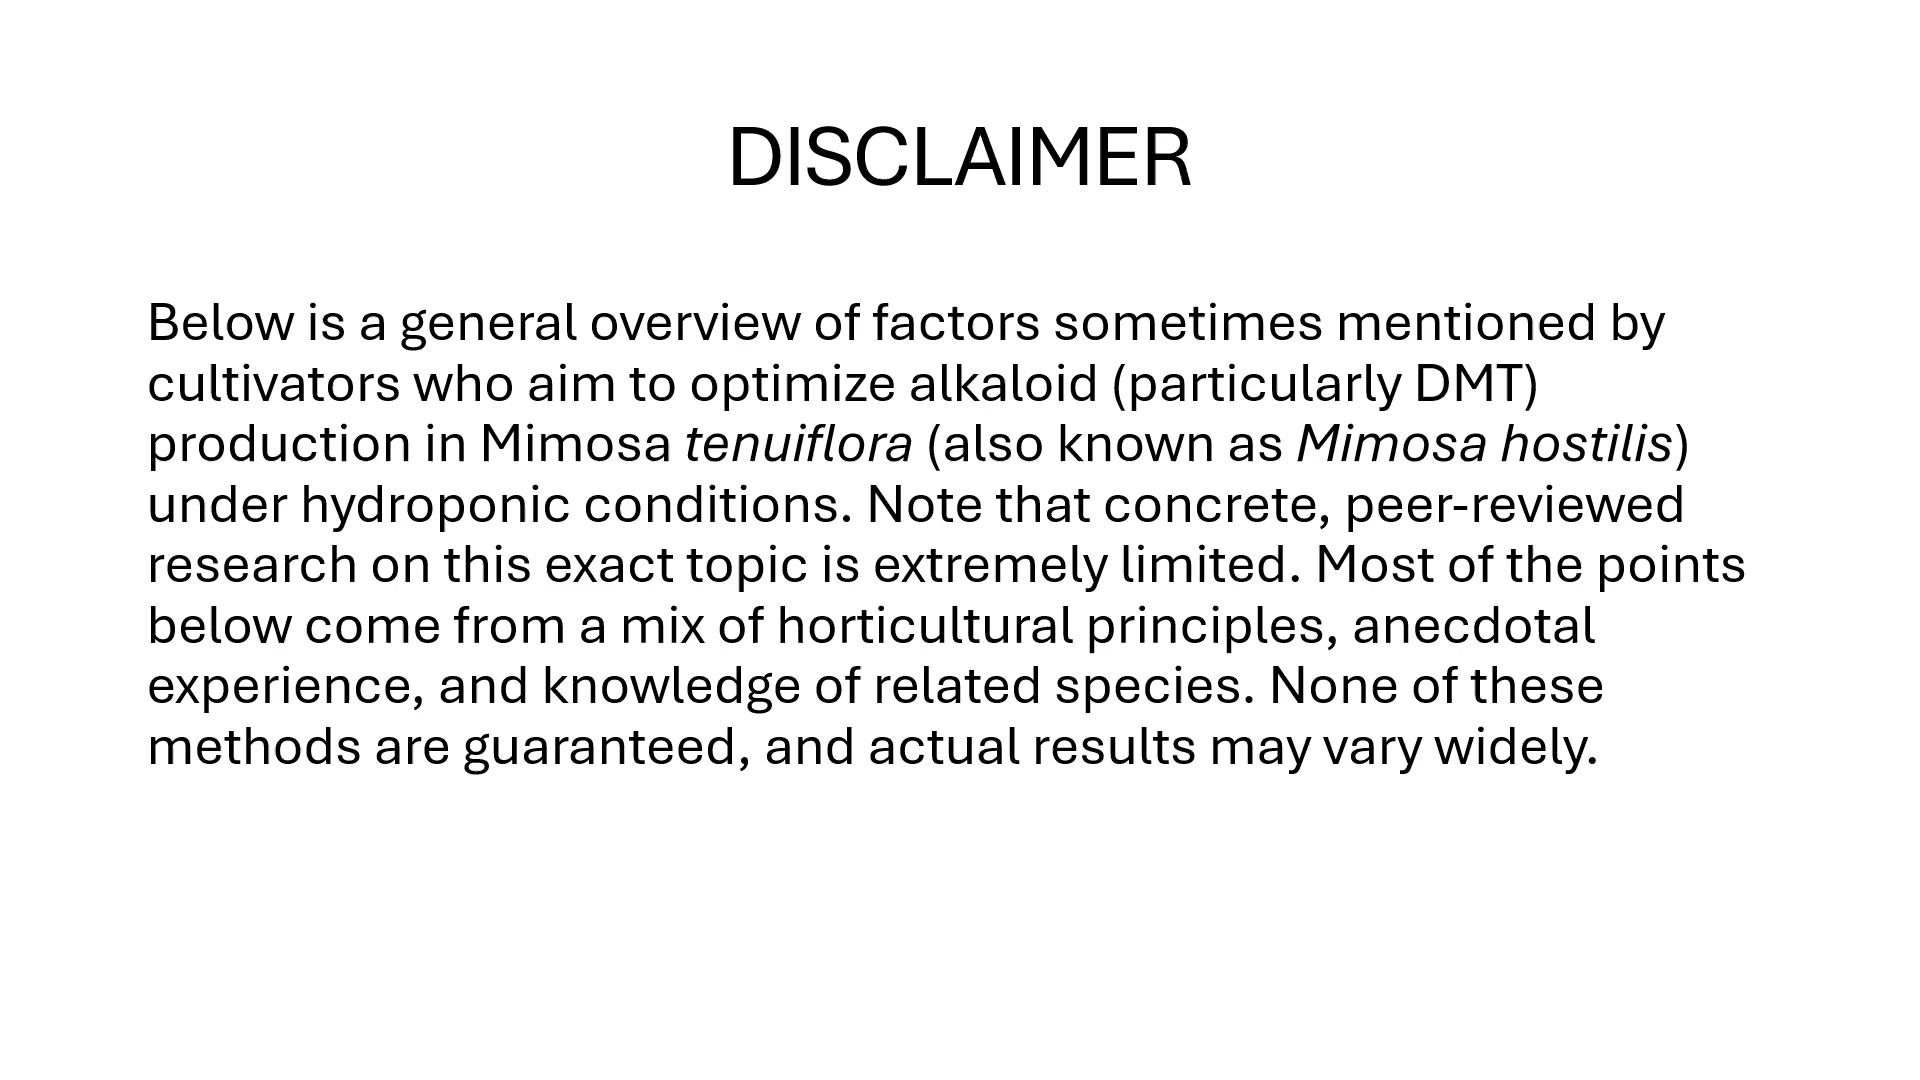 DISCLAIMER
Below is a general overview of factors sometimes mentioned by
cultivators who aim to optimize alkaloid (particularly DMT)
production in Mimosa tenuiflora (also known as Mimosa hostilis)
under hydroponic conditions. Note that concrete, peer-reviewed
research on this exact topic is extremely limited. Most of the points
below come from a mix of horticultural principles, anecdotal
experience, and knowledge of related species. None of these
methods are guaranteed, and actual results may vary widely.